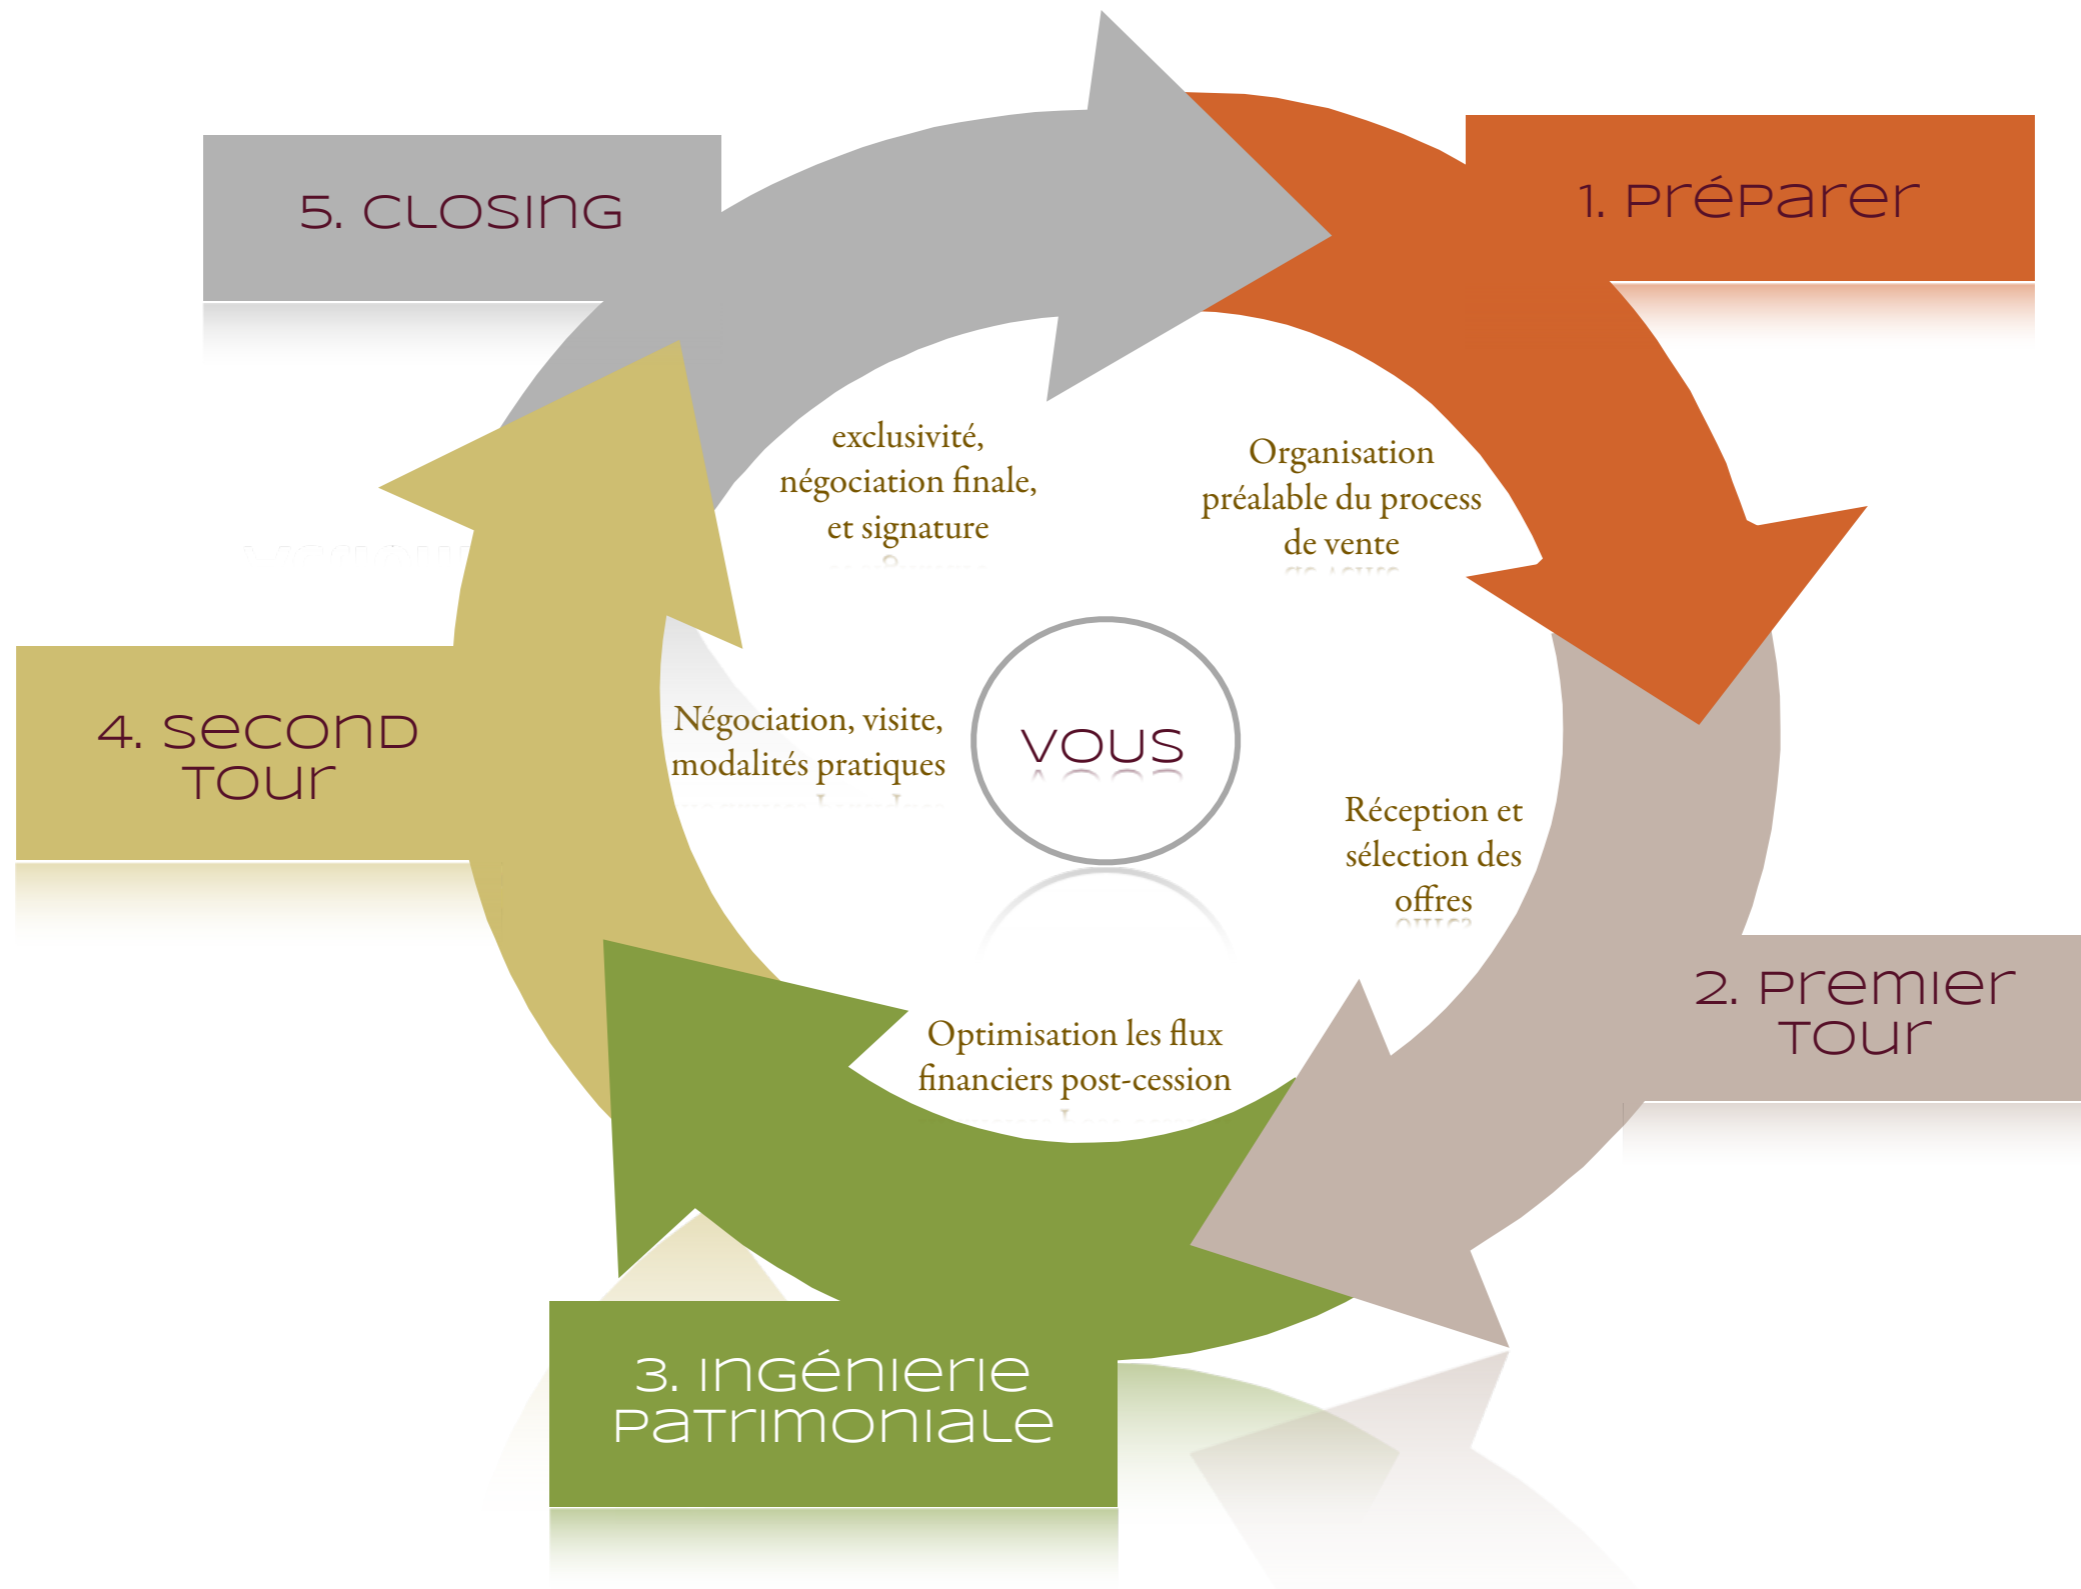 1. Préparer
Organisation
préalable du process
de vente
2. Premier
Tour
Réception et
sélection des
offres
3. Ingénierie
Patrimoniale
Optimisation les flux
financiers post-cession
4. Second
Tour
Négociation, visite,
modalités pratiques
5. Closing
exclusivité,
négociation finale,
et signature
Vous